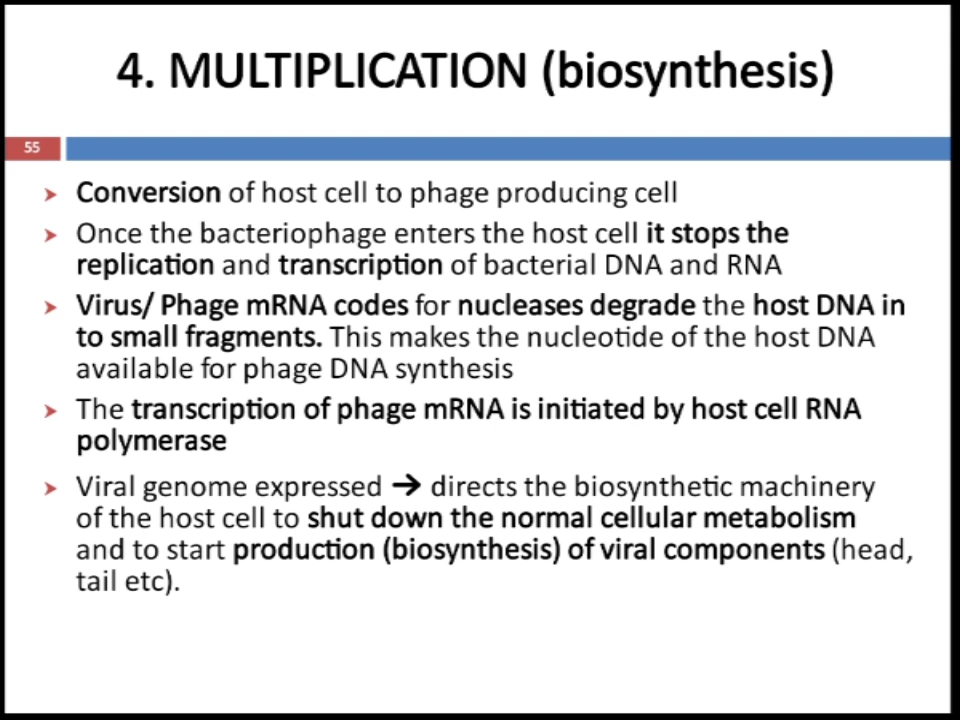 4. MULTIPLICATION (biosynthesis)
55
➤ Conversion of host cell to phage producing cell
➤ Once the bacteriophage enters the host cell it stops the
replication and transcription of bacterial DNA and RNA
➤ Virus/ Phage mRNA codes for nucleases degrade the host DNA in
to small fragments. This makes the nucleotide of the host DNA
available for phage DNA synthesis
➤ The transcription of phage mRNA is initiated by host cell RNA
polymerase
➤ Viral genome expressed → directs the biosynthetic machinery
of the host cell to shut down the normal cellular metabolism
and to start production (biosynthesis) of viral components (head,
tail etc).